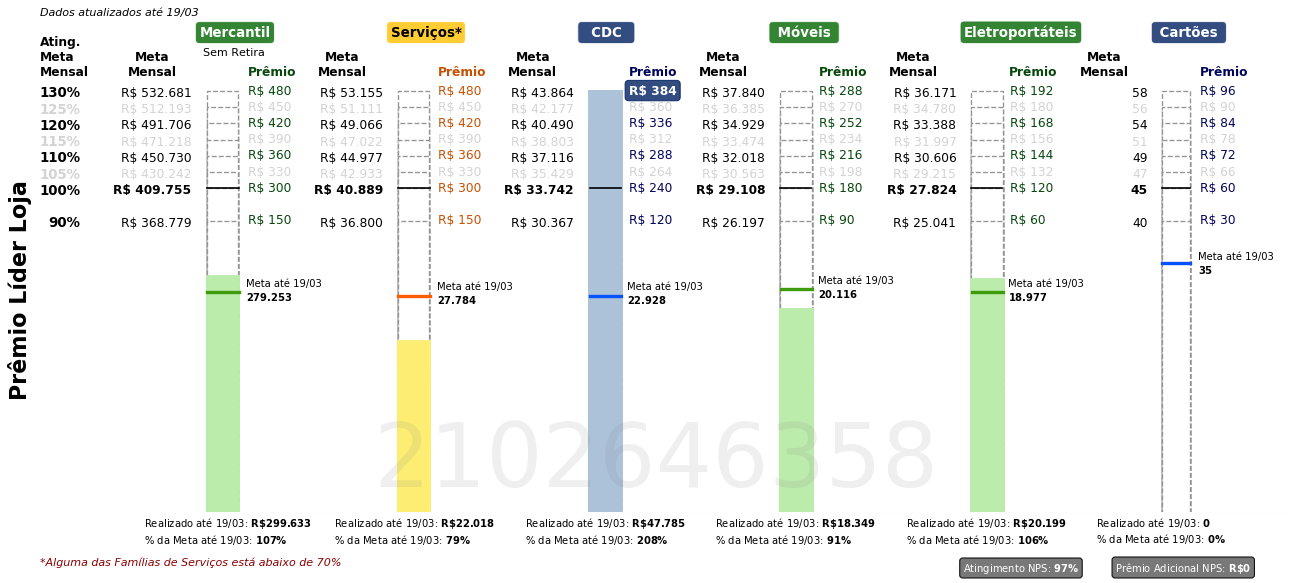 Dados atualizados até 19/03
Mercantil Serviços* CDC Móveis Eletroportáteis Cartões
Sem Retira
Ating. Meta Mensal Meta Mensal Prêmio Meta Mensal Prêmio Meta Mensal Prêmio Meta Mensal Prêmio Meta Mensal Prêmio Meta Mensal Prêmio
130% R$ 532.681 R$ 480 R$ 53.155 R$ 480 R$ 43.864 R$ 384 R$ 37.840 R$ 288 R$ 36.171 R$ 192 58 R$ 96
125% R$ 512.193 R$ 450 R$ 51.111 R$ 450 R$ 42.177 R$ 360 R$ 36.385 R$ 270 R$ 34.780 R$ 180 56 R$ 90
120% R$ 491.706 R$ 420 R$ 49.066 R$ 420 R$ 40.490 R$ 336 R$ 34.929 R$ 252 R$ 33.388 R$ 168 54 R$ 84
115% R$ 471.218 R$ 390 R$ 47.022 R$ 390 R$ 38.803 R$ 312 R$ 33.474 R$ 234 R$ 31.997 R$ 156 51 R$ 78
110% R$ 450.730 R$ 360 R$ 44.977 R$ 360 R$ 37.116 R$ 288 R$ 32.018 R$ 216 R$ 30.606 R$ 144 49 R$ 72
105% R$ 430.242 R$ 330 R$ 42.933 R$ 330 R$ 35.429 R$ 264 R$ 30.563 R$ 198 R$ 29.215 R$ 132 47 R$ 66
100% R$ 409.755 R$ 300 R$ 40.889 R$ 300 R$ 33.742 R$ 240 R$ 29.108 R$ 180 R$ 27.824 R$ 120 45 R$ 60
90% R$ 368.779 R$ 150 R$ 36.800 R$ 150 R$ 30.367 R$ 120 R$ 26.197 R$ 90 R$ 25.041 R$ 60 40 R$ 30
Prêmio Líder Loja
Meta até 19/03 Meta até 19/03 Meta até 19/03 Meta até 19/03 Meta até 19/03 Meta até 19/03
279.253 27.784 22.928 20.116 18.977 35
2102646358
Realizado até 19/03: R$299.633 Realizado até 19/03: R$22.018 Realizado até 19/03: R$47.785 Realizado até 19/03: R$18.349 Realizado até 19/03: R$20.199 Realizado até 19/03: 0
% da Meta até 19/03: 107% % da Meta até 19/03: 79% % da Meta até 19/03: 208% % da Meta até 19/03: 91% % da Meta até 19/03: 106% % da Meta até 19/03: 0%
*Alguma das Famílias de Serviços está abaixo de 70% Atingimento NPS: 97% Prêmio Adicional NPS: R$0